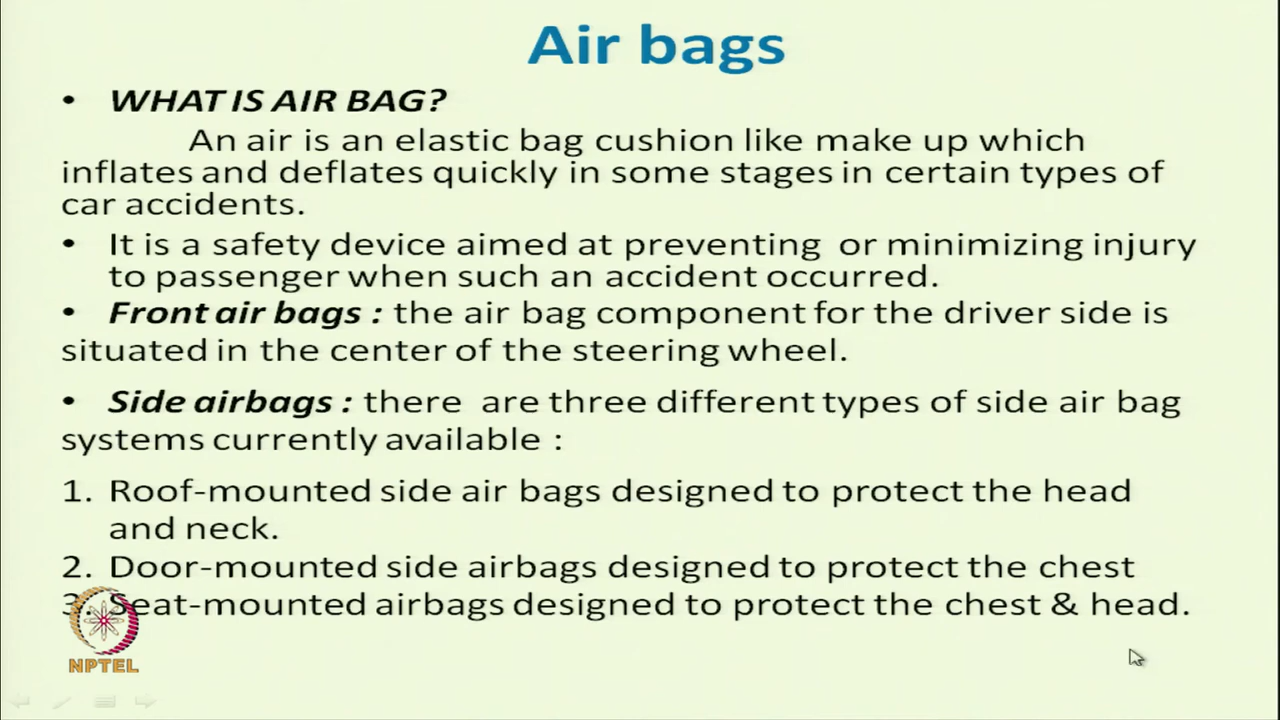 Air bags
• WHAT IS AIR BAG?
An air is an elastic bag cushion like make up which
inflates and deflates quickly in some stages in certain types of
car accidents.
• It is a safety device aimed at preventing or minimizing injury
to passenger when such an accident occurred.
• Front air bags : the air bag component for the driver side is
situated in the center of the steering wheel.
• Side airbags : there are three different types of side air bag
systems currently available :
1. Roof-mounted side air bags designed to protect the head
and neck.
2. Door-mounted side airbags designed to protect the chest
3. Seat-mounted airbags designed to protect the chest & head.
NPTEL